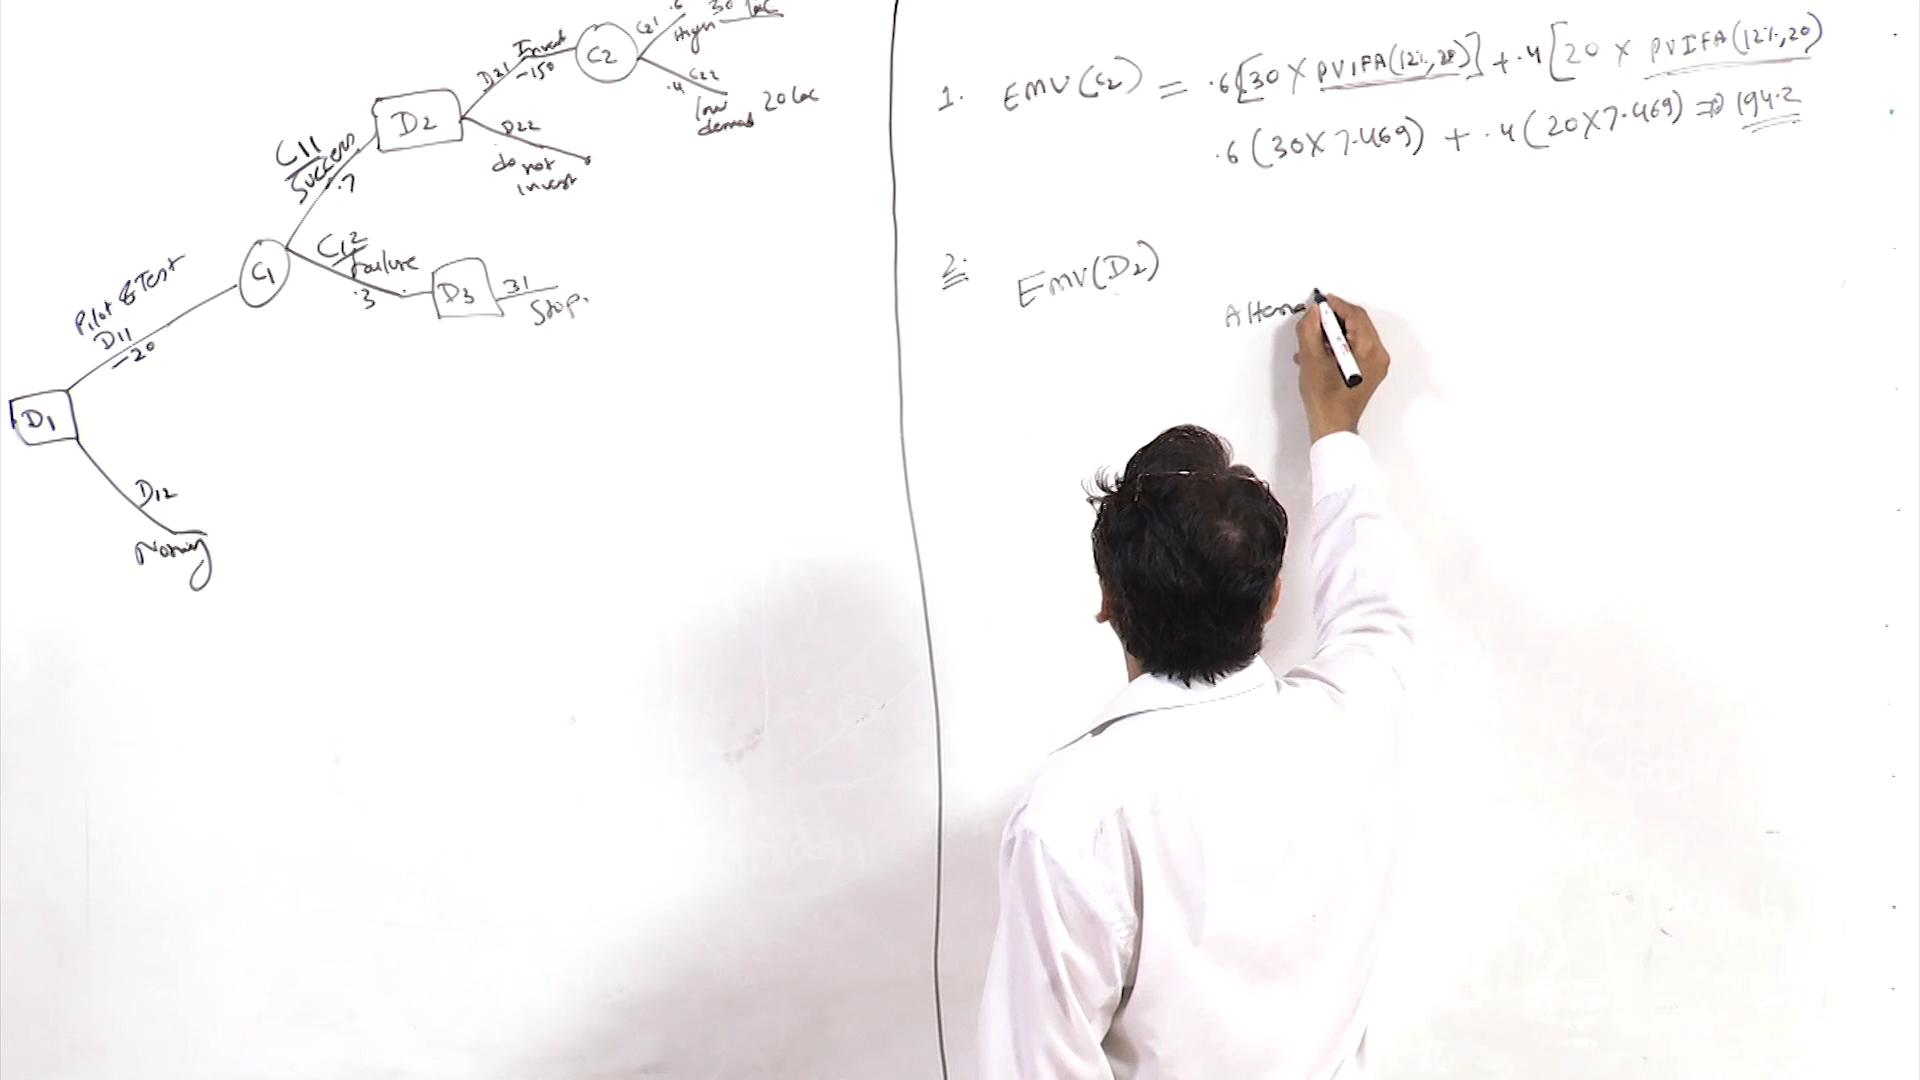 1. EMV(C2) = .6[30 X PVIFA(12%,20)] + .4[20 X PVIFA(12%,20)
.6(30X7.469) + .4(20X7.469) ⇒ 194.2
2. EMV(D2)
C21 .6
High 30 lac
C22
.4
low demand 20 lac
C2
Invest
D21 -150
D2
D22
do not
invest
C11
Success
.7
C1
C12
Failure
.3
D3
31
Stop.
Pilot & Test
D11
-20
D1
D12